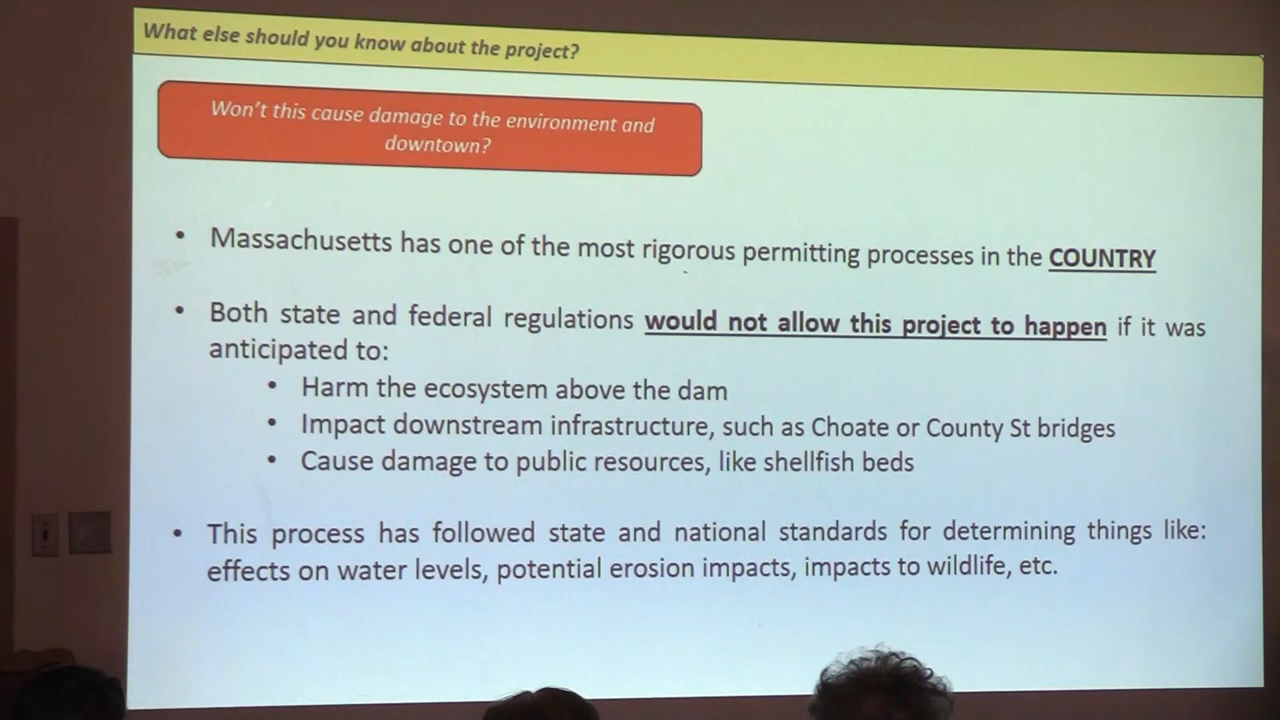 What else should you know about the project?
Won't this cause damage to the environment and
downtown?
• Massachusetts has one of the most rigorous permitting processes in the COUNTRY
• Both state and federal regulations would not allow this project to happen if it was
anticipated to:
• Harm the ecosystem above the dam
• Impact downstream infrastructure, such as Choate or County St bridges
• Cause damage to public resources, like shellfish beds
• This process has followed state and national standards for determining things like:
effects on water levels, potential erosion impacts, impacts to wildlife, etc.